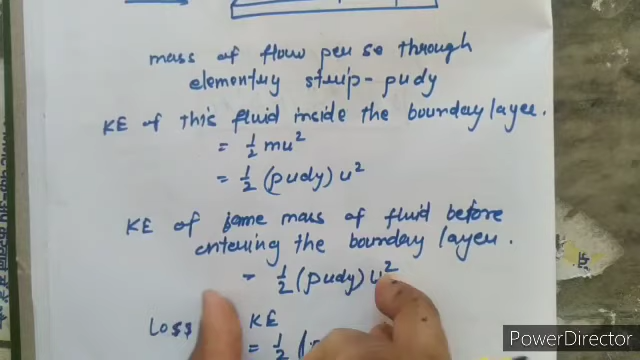 mass of flow per se through
elementry strip - ρudy
KE of this fluid inside the boundary layer.
= 1/2 mu²
= 1/2 (ρudy) u²
KE of same mass of fluid before
entering the boundary layer.
= 1/2 (ρudy) u²
Loss KE
= 1/2 (
PowerDirector